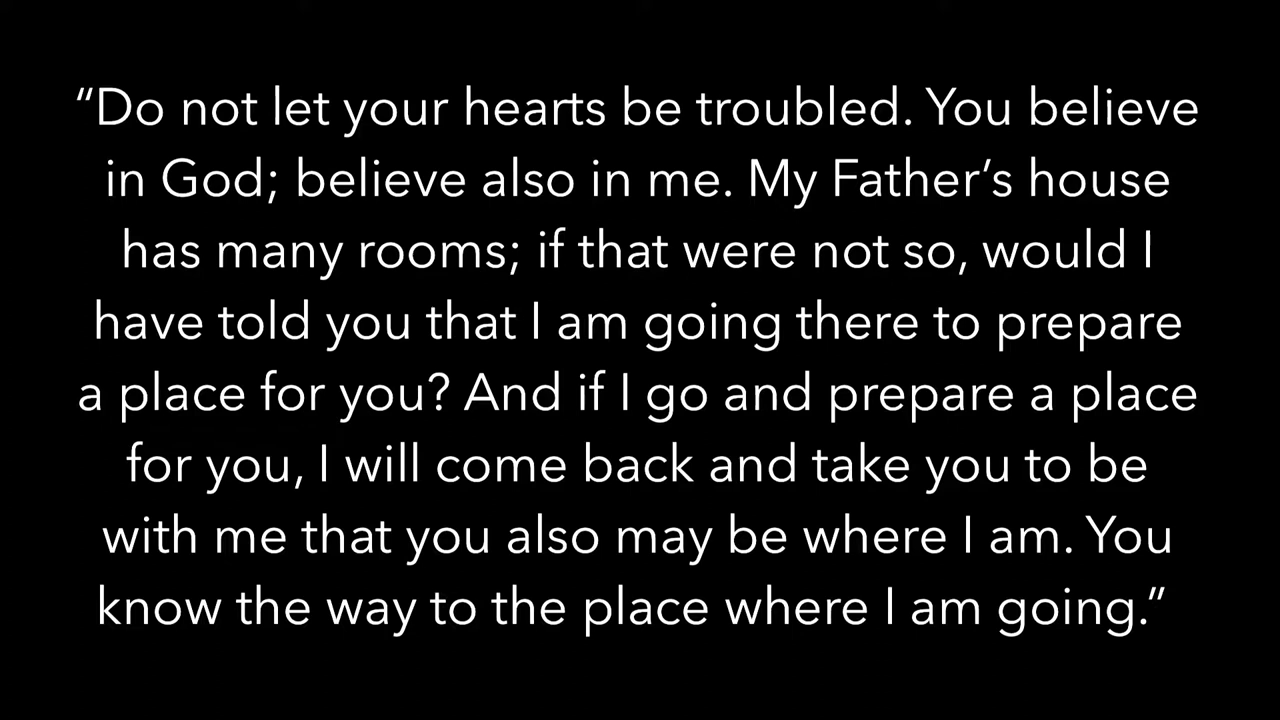 “Do not let your hearts be troubled. You believe
in God; believe also in me. My Father’s house
has many rooms; if that were not so, would I
have told you that I am going there to prepare
a place for you? And if I go and prepare a place
for you, I will come back and take you to be
with me that you also may be where I am. You
know the way to the place where I am going.”